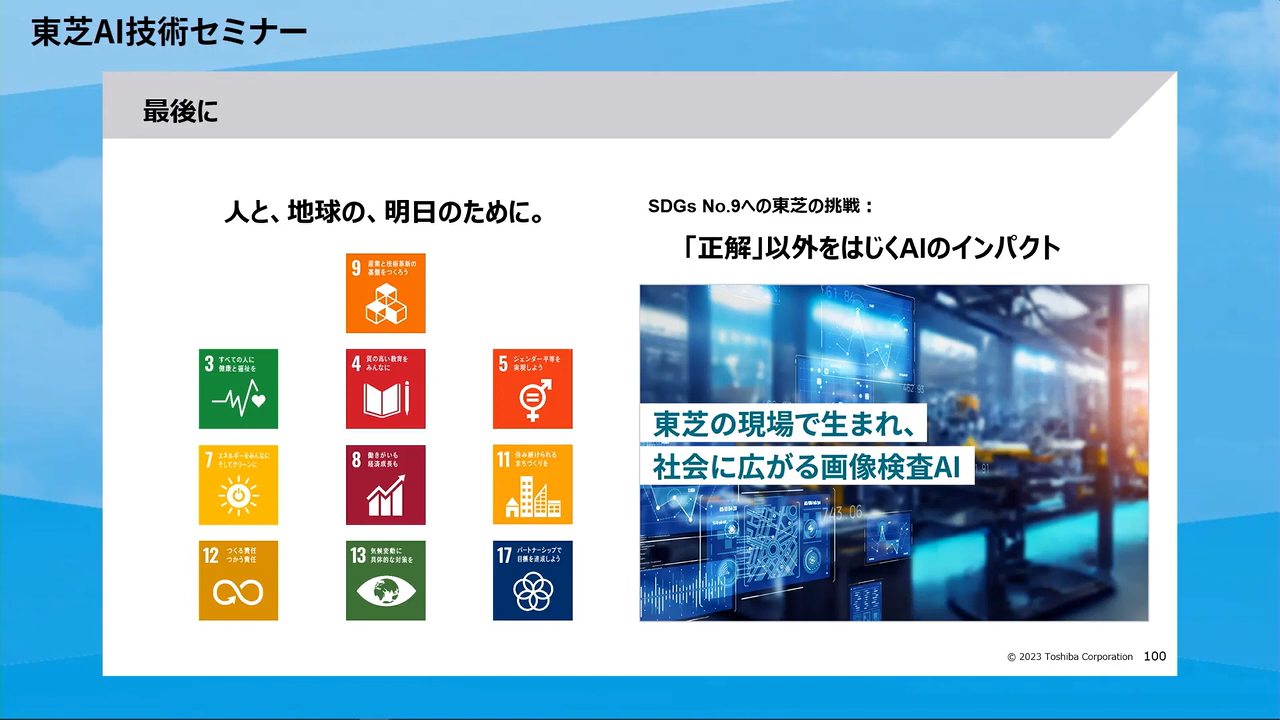 東芝AI技術セミナー
最後に
人と、地球の、明日のために。
9 産業と技術革新の
基盤をつくろう
3 すべての人に
健康と福祉を
4 質の高い教育を
みんなに
5 ジェンダー平等を
実現しよう
7 エネルギーをみんなに
そしてクリーンに
8 働きがいも
経済成長も
11 住み続けられる
まちづくりを
12 つくる責任
つかう責任
13 気候変動に
具体的な対策を
17 パートナーシップで
目標を達成しよう
SDGs No.9への東芝の挑戦：
「正解」以外をはじくAIのインパクト
東芝の現場で生まれ、
社会に広がる画像検査AI
743 06
© 2023 Toshiba Corporation 100